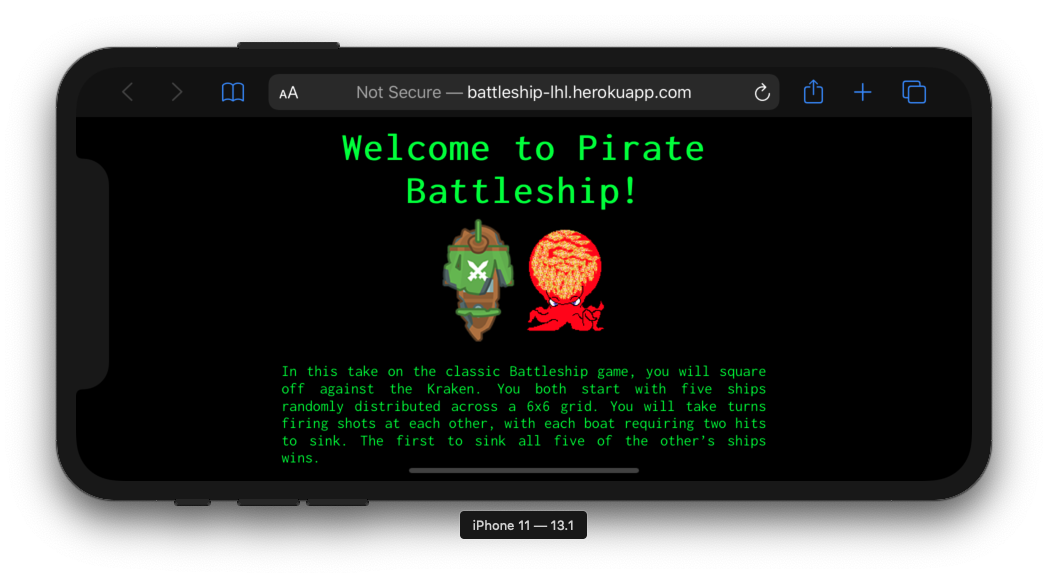 AA Not Secure — battleship-lhl.herokuapp.com
Welcome to Pirate
Battleship!
In this take on the classic Battleship game, you will square
off against the Kraken. You both start with five ships
randomly distributed across a 6x6 grid. You will take turns
firing shots at each other, with each boat requiring two hits
to sink. The first to sink all five of the other's ships
wins.
iPhone 11 — 13.1